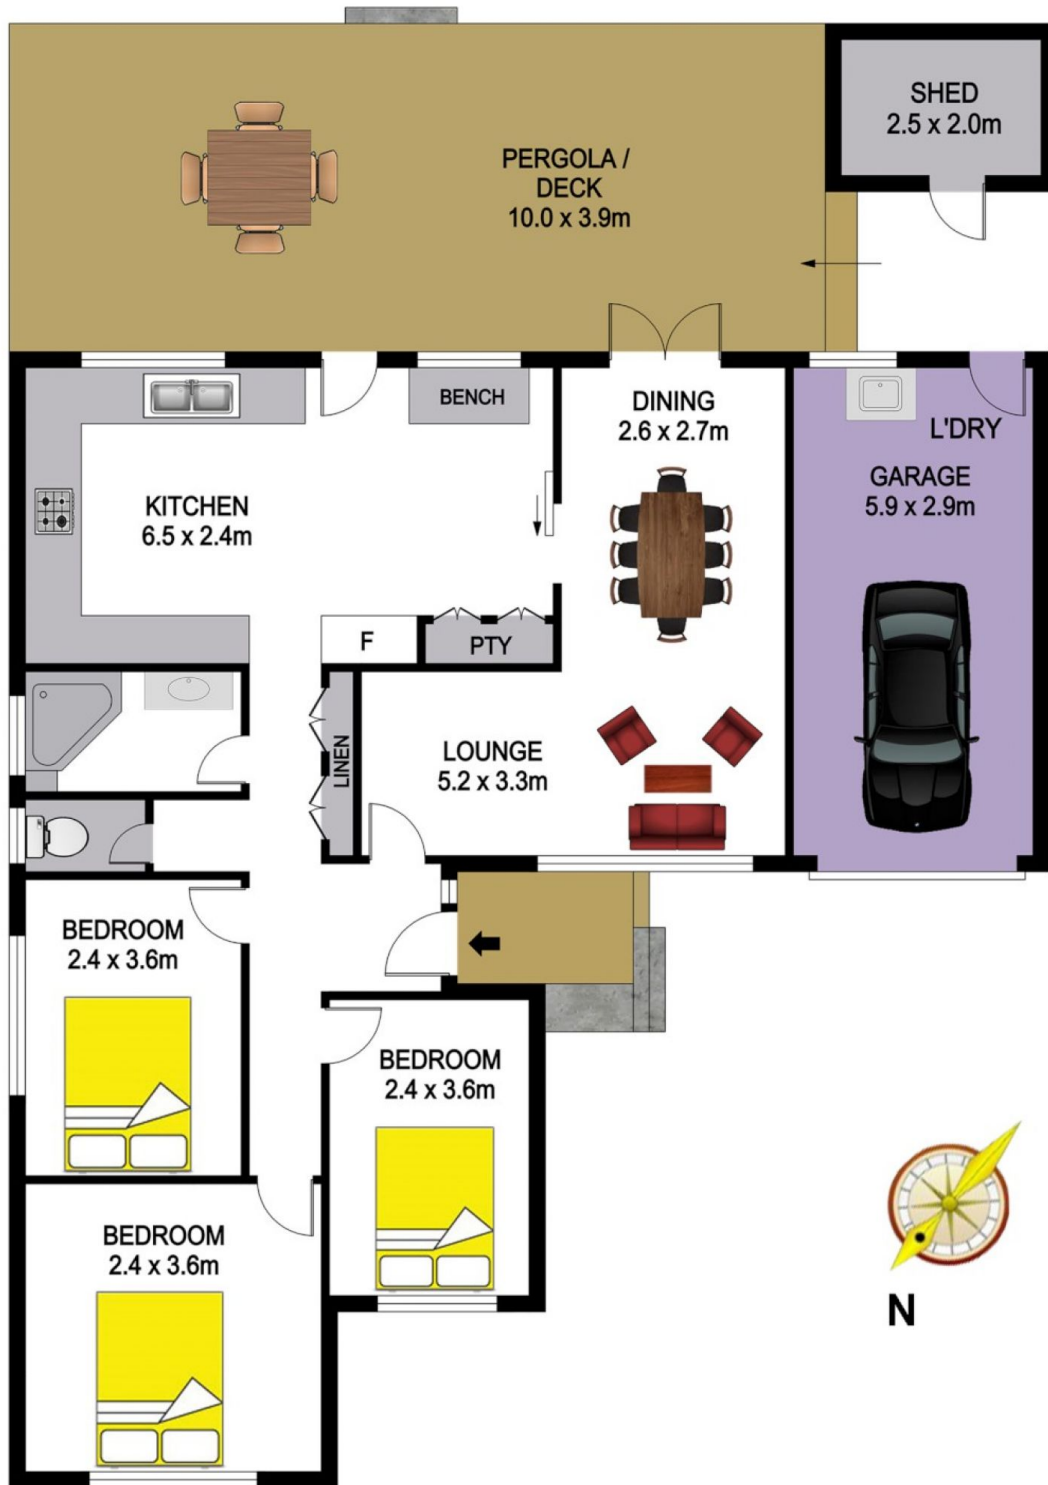 SHED
2.5 x 2.0m
PERGOLA /
DECK
10.0 x 3.9m
BENCH
DINING
2.6 x 2.7m
L'DRY
GARAGE
5.9 x 2.9m
KITCHEN
6.5 x 2.4m
F
PTY
LINEN
LOUNGE
5.2 x 3.3m
BEDROOM
2.4 x 3.6m
BEDROOM
2.4 x 3.6m
BEDROOM
2.4 x 3.6m
N